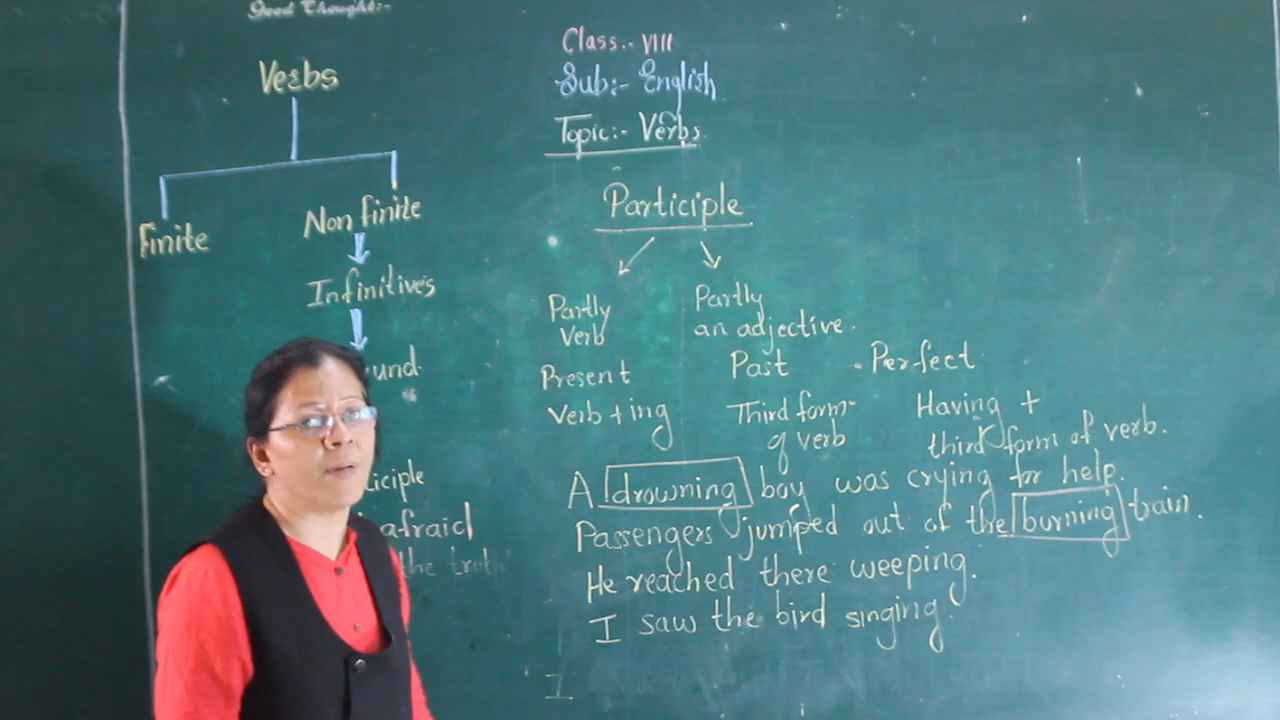 Good Thought:-
Verbs
Finite
Non finite
Infinitives
und
iciple
afraid
the truth
Class:- VIII
Sub:- English
Topic:- Verbs
Participle
Partly
Verb
Partly
an adjective.
Present
Past
Perfect
Verb + ing
Third form
of verb
Having +
third form of verb.
A drowning boy was crying for help.
Passengers jumped out of the burning train.
He reached there weeping.
I saw the bird singing.
I